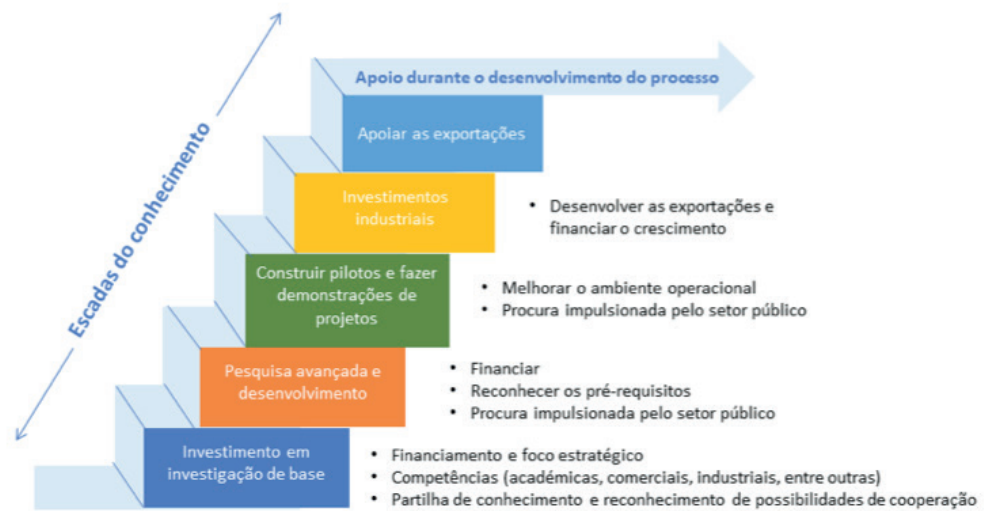 Apoio durante o desenvolvimento do processo
Apoiar as exportações
Escadas do conhecimento
Investimentos
industriais
• Desenvolver as exportações e
financiar o crescimento
Construir pilotos e fazer
demonstrações de
projetos
• Melhorar o ambiente operacional
• Procura impulsionada pelo setor público
Pesquisa avançada e
desenvolvimento
• Financiar
• Reconhecer os pré-requisitos
• Procura impulsionada pelo setor público
Investimento em
investigação de base
• Financiamento e foco estratégico
• Competências (académicas, comerciais, industriais, entre outras)
• Partilha de conhecimento e reconhecimento de possibilidades de cooperação